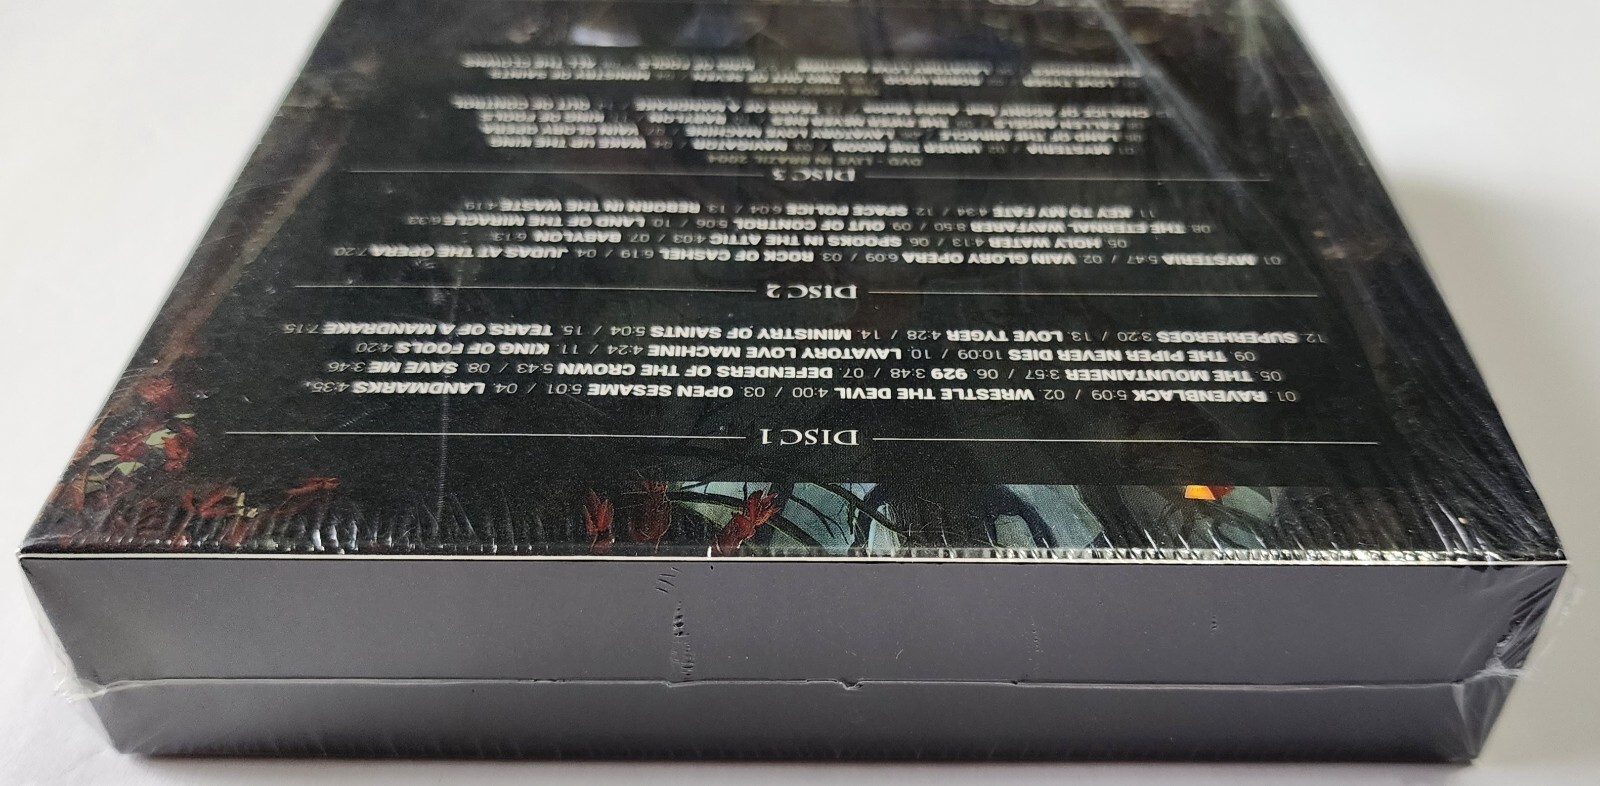 DISC 1
01. RAVENBLACK 5:09 / 02. WRESTLE THE DEVIL 4:00 / 03. OPEN SESAME 5:01 / 04. LANDMARKS 4:35
05. THE MOUNTAINEER 3:57 / 06. 929 3:48 / 07. DEFENDERS OF THE CROWN 5:43 / 08. SAVE ME 3:46
09. THE PIPER NEVER DIES 10:09 / 10. LAVATORY LOVE MACHINE 4:24 / 11. KING OF FOOLS 4:20
12. SUPERHEROES 3:20 / 13. LOVE TYGER 4:28 / 14. MINISTRY OF SAINTS 5:04 / 15. TEARS OF A MANDRAKE 7:15
DISC 2
01. MYSTERIA 5:47 / 02. VAIN GLORY OPERA 6:09 / 03. ROCK OF CASHEL 6:19 / 04. JUDAS AT THE OPERA 7:20
05. HOLY WATER 4:13 / 06. SPOOKS IN THE ATTIC 4:03 / 07. BABYLON 6:13
08. THE ETERNAL WAYFARER 8:50 / 09. OUT OF CONTROL 5:06 / 10. LAND OF THE MIRACLE 6:33
11. KEY TO MY FATE 4:34 / 12. SPACE POLICE 6:04 / 13. REBORN IN THE WASTE 4:19
DISC 3
DVD - LIVE IN BRAZIL 2004
01. MYSTERIA / 02. UNDER THE MOON / 03. NAVIGATOR / 04. WAKE UP THE KING
LAND OF THE MIRACLE / LAVATORY LOVE MACHINE / VAIN GLORY OPERA
KING OF FOOLS
CHALICE OF AGONY / TEARS OF A MANDRAKE / OUT OF CONTROL
MINISTRY OF SAINTS
LAVATORY LOVE MACHINE / KING OF FOOLS